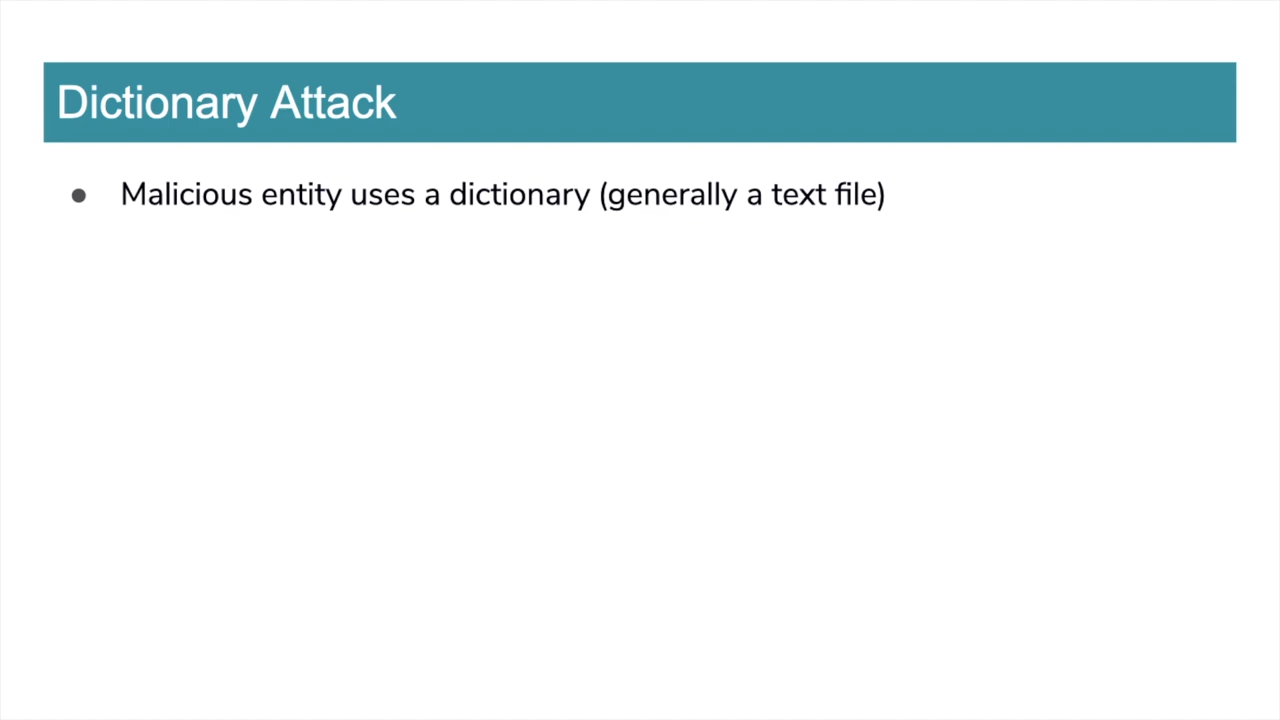 Dictionary Attack
● Malicious entity uses a dictionary (generally a text file)